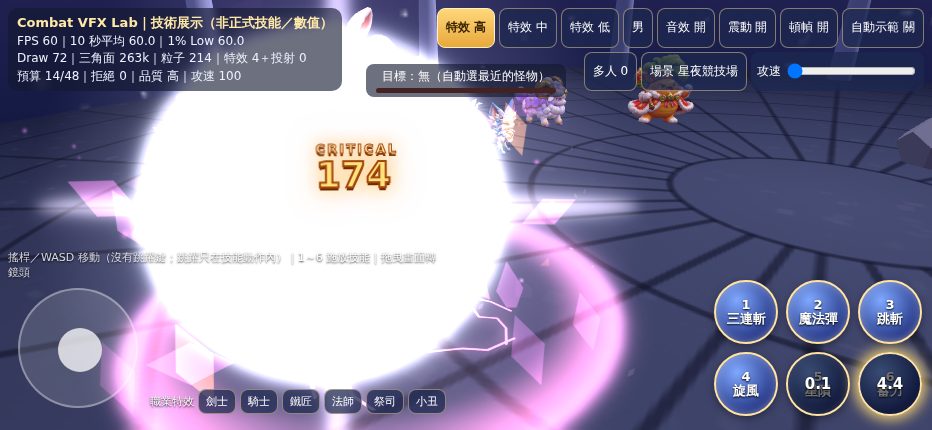 Combat VFX Lab｜技術展示（非正式技能／數值）
FPS 60｜10 秒平均 60.0｜1% Low 60.0
Draw 72｜三角面 263k｜粒子 214｜特效 4＋投射 0
預算 14/48｜拒絕 0｜品質 高｜攻速 100
特效 高
特效 中
特效 低
男
音效 開
震動 開
頓幀 開
自動示範 關
目標：無（自動選最近的怪物）
多人 0
場景 星夜競技場
攻速
CRITICAL
174
搖桿／WASD 移動（沒有跳躍鍵；跳躍只在技能動作內）｜1～6 施放技能｜拖曳畫面轉
鏡頭
1
三連斬
2
魔法彈
3
跳斬
4
旋風
5
0.1
星隕
6
4.4
蓄力
職業特效
劍士
騎士
鐵匠
法師
祭司
小丑